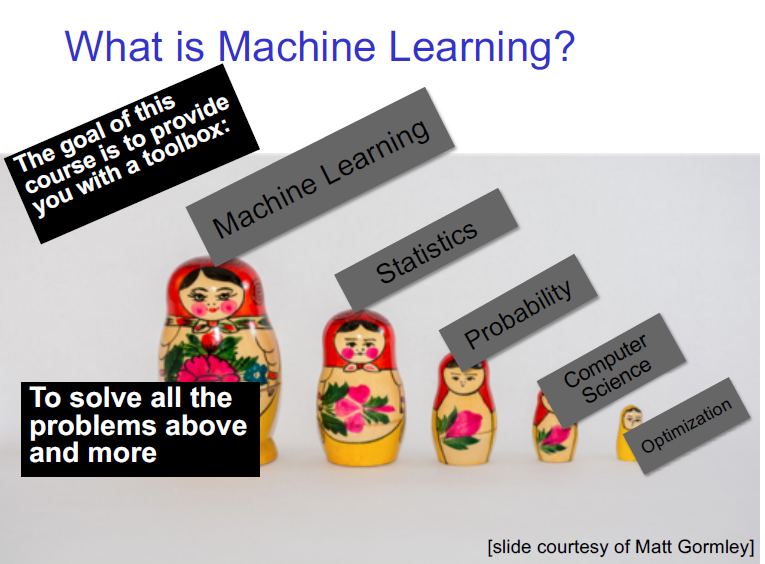 What is Machine Learning?
The goal of this
course is to provide
you with a toolbox:
Machine Learning
Statistics
Probability
Computer
Science
Optimization
To solve all the
problems above
and more
[slide courtesy of Matt Gormley]